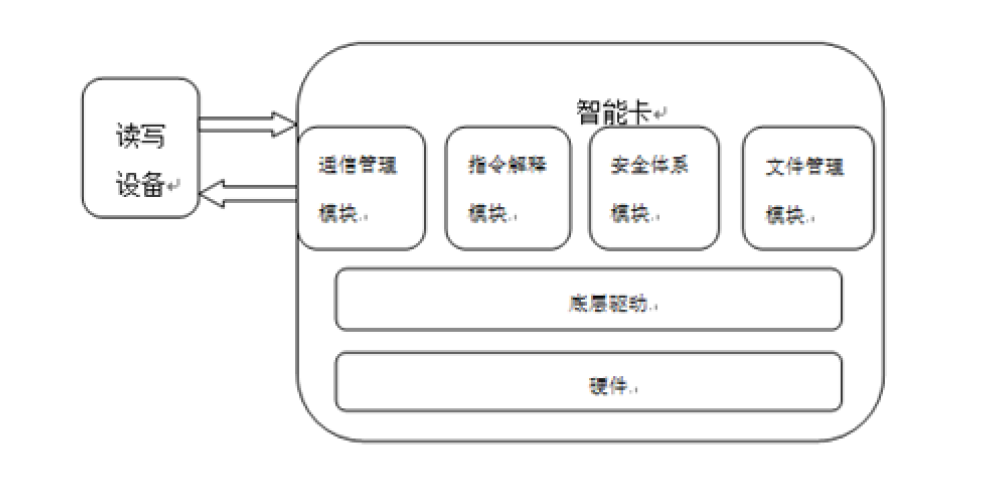 智能卡
读写
设备
通信管理
模块
指令解释
模块
安全体系
模块
文件管理
模块
底层驱动
硬件